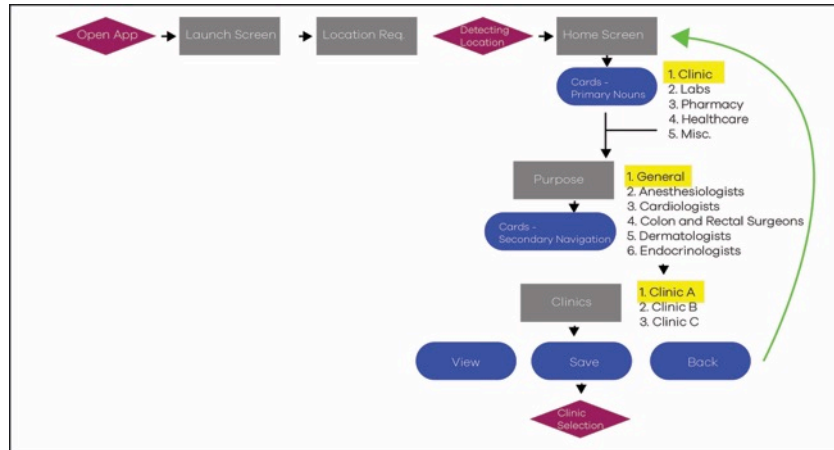 Open App
Launch Screen
Location Req.
Detecting
Location
Home Screen
Cards -
Primary Nouns
1. Clinic
2. Labs
3. Pharmacy
4. Healthcare
5. Misc.
Purpose
1. General
2. Anesthesiologists
3. Cardiologists
4. Colon and Rectal Surgeons
5. Dermatologists
6. Endocrinologists
Cards -
Secondary Navigation
Clinics
1. Clinic A
2. Clinic B
3. Clinic C
View
Save
Back
Clinic
Selection